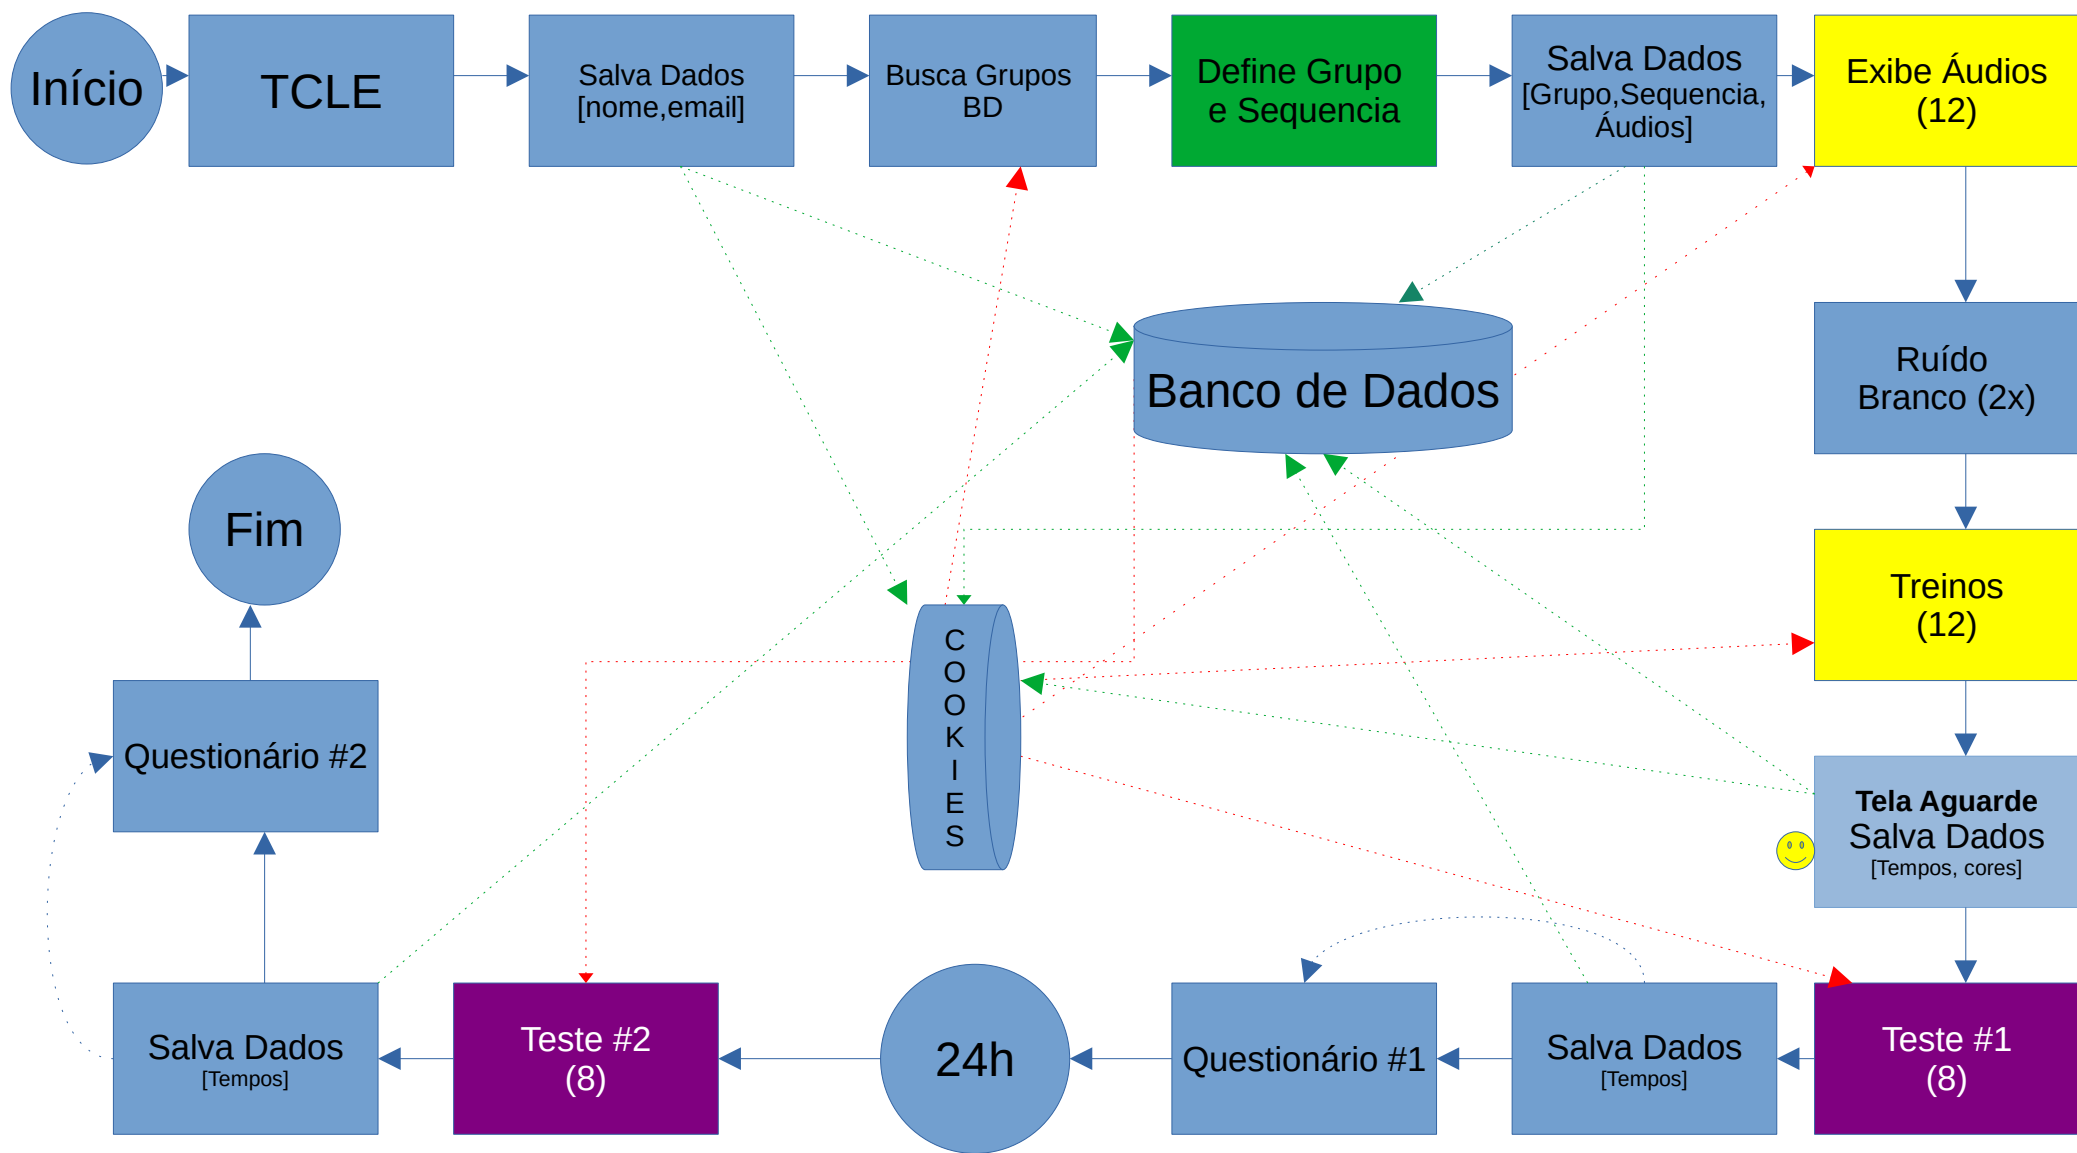 Início
TCLE
Salva Dados
[nome,email]
Busca Grupos
BD
Define Grupo
e Sequencia
Salva Dados
[Grupo,Sequencia,
Áudios]
Exibe Áudios
(12)
Banco de Dados
Ruído
Branco (2x)
Fim
Treinos
(12)
COOKIES
Questionário #2
Tela Aguarde
Salva Dados
[Tempos, cores]
Salva Dados
[Tempos]
Teste #2
(8)
24h
Questionário #1
Salva Dados
[Tempos]
Teste #1
(8)